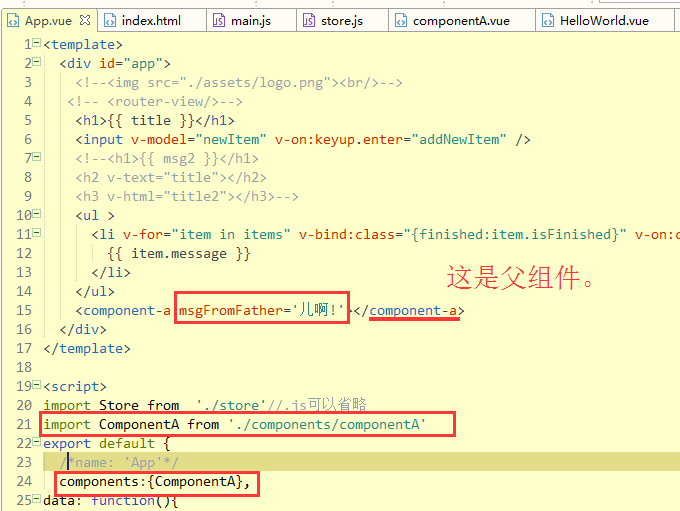 App.vue index.html main.js store.js componentA.vue HelloWorld.vue
1 <template>
2 <div id="app">
3 <!--<img src="./assets/logo.png"><br/>-->
4 <!-- <router-view/>-->
5 <h1>{{ title }}</h1>
6 <input v-model="newItem" v-on:keyup.enter="addNewItem" />
7 <!--<h1>{{ msg2 }}</h1>
8 <h2 v-text="title"></h2>
9 <h3 v-html="title2"></h3>-->
10 <ul >
11 <li v-for="item in items" v-bind:class="{finished:item.isFinished}" v-on:c
12 {{ item.message }}
13 </li>
14 </ul>
这是父组件。
15 <component-a msgFromFather='儿啊!'></component-a>
16 </div>
17 </template>
18
19 <script>
20 import Store from './store'//.js可以省略
21 import ComponentA from './components/componentA'
22 export default {
23 /*name: 'App'*/
24 components:{ComponentA},
25 data: function(){